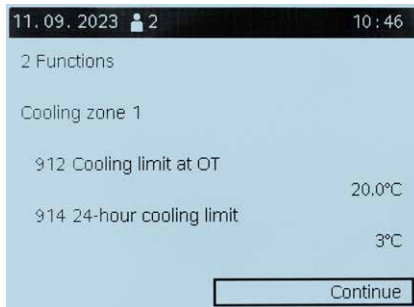 11.09.2023 2 10:46
2 Functions
Cooling zone 1
912 Cooling limit at OT
20.0°C
914 24-hour cooling limit
3°C
Continue